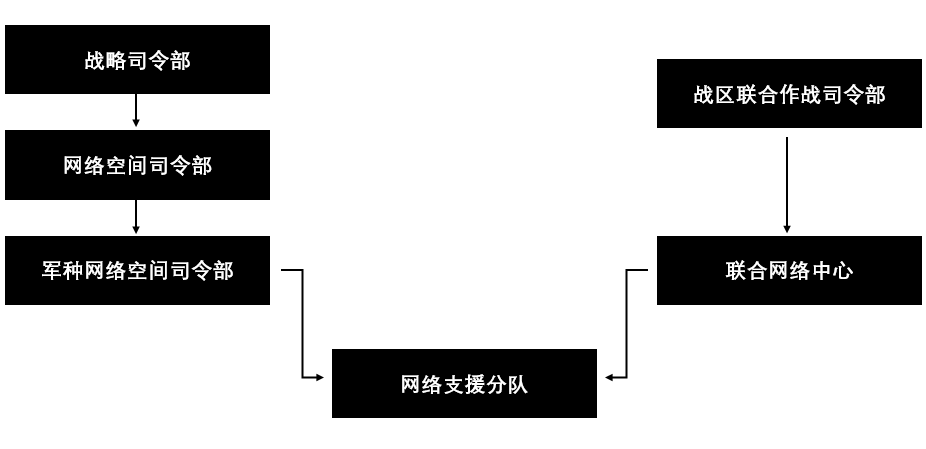 战略司令部
网络空间司令部
军种网络空间司令部
战区联合作战司令部
联合网络中心
网络支援分队